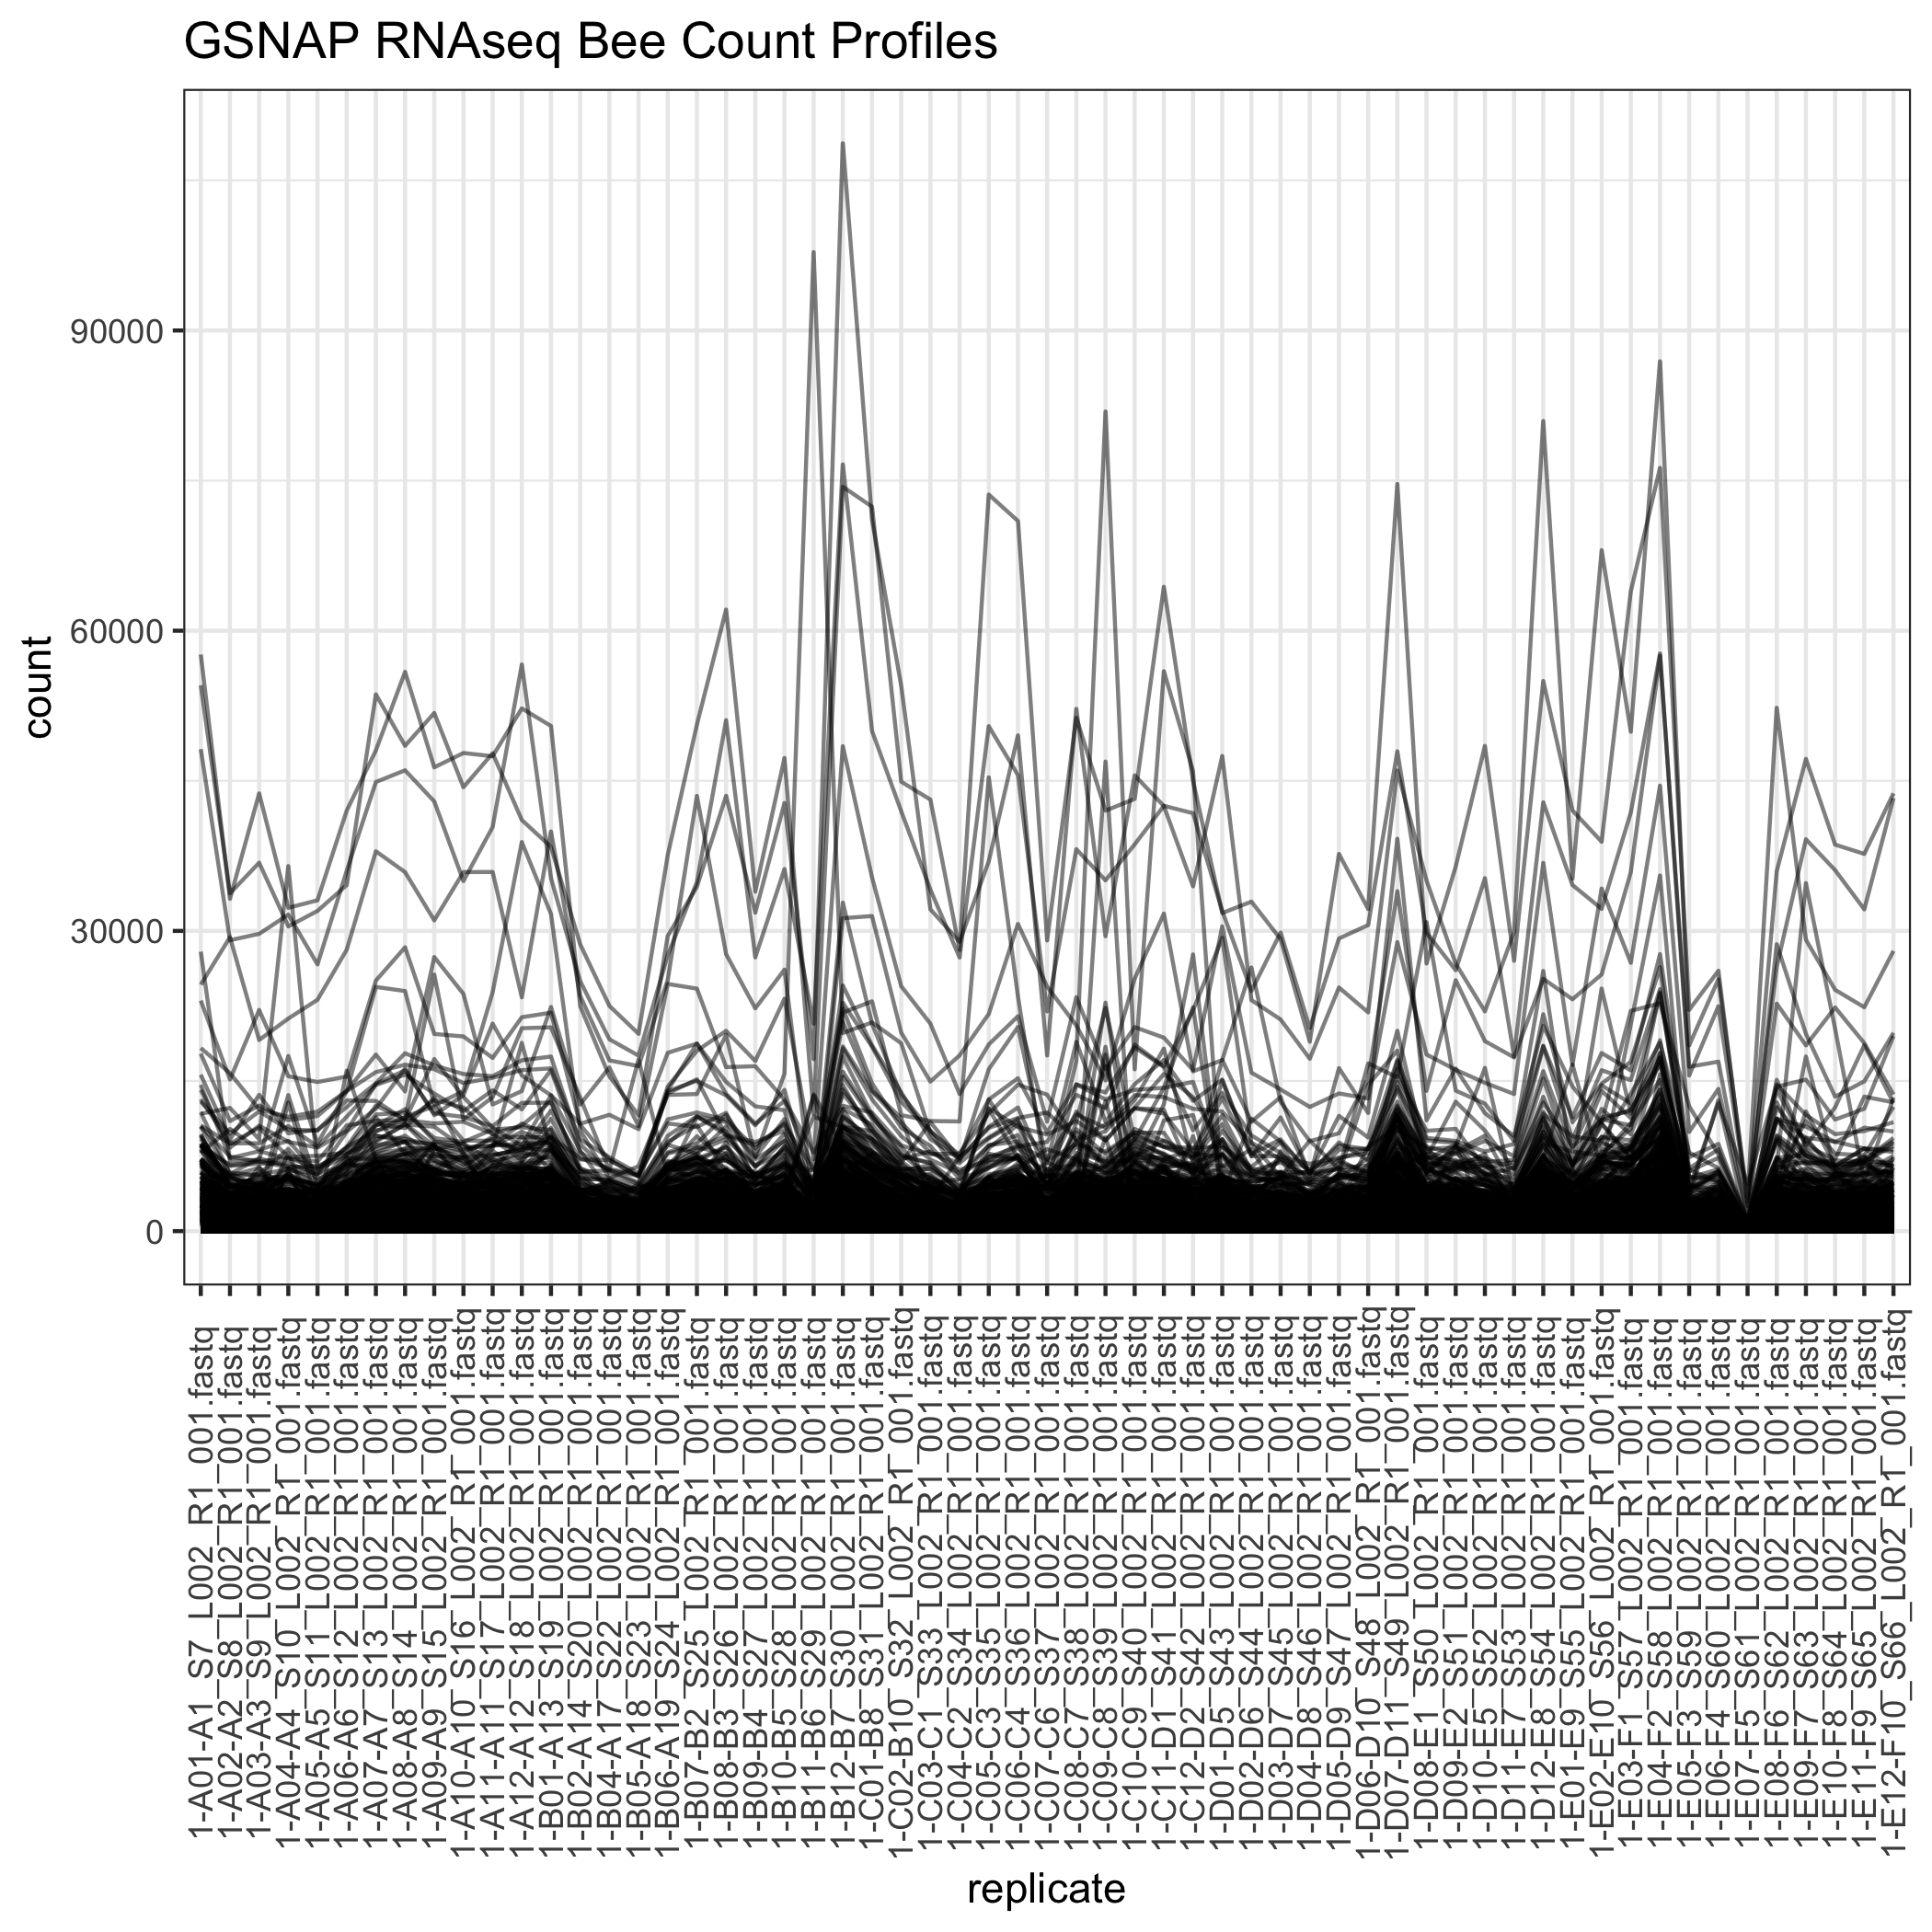 GSNAP RNAseq Bee Count Profiles
count
90000
60000
30000
0
1-A01-A1_S7_L002_R1_001.fastq
1-A02-A2_S8_L002_R1_001.fastq
1-A03-A3_S9_L002_R1_001.fastq
1-A04-A4_S10_L002_R1_001.fastq
1-A05-A5_S11_L002_R1_001.fastq
1-A06-A6_S12_L002_R1_001.fastq
1-A07-A7_S13_L002_R1_001.fastq
1-A08-A8_S14_L002_R1_001.fastq
1-A09-A9_S15_L002_R1_001.fastq
1-A10-A10_S16_L002_R1_001.fastq
1-A11-A11_S17_L002_R1_001.fastq
1-A12-A12_S18_L002_R1_001.fastq
1-B01-A13_S19_L002_R1_001.fastq
1-B02-A14_S20_L002_R1_001.fastq
1-B04-A17_S22_L002_R1_001.fastq
1-B05-A18_S23_L002_R1_001.fastq
1-B06-A19_S24_L002_R1_001.fastq
1-B07-B2_S25_L002_R1_001.fastq
1-B08-B3_S26_L002_R1_001.fastq
1-B09-B4_S27_L002_R1_001.fastq
1-B10-B5_S28_L002_R1_001.fastq
1-B11-B6_S29_L002_R1_001.fastq
1-B12-B7_S30_L002_R1_001.fastq
1-C01-B8_S31_L002_R1_001.fastq
1-C02-B10_S32_L002_R1_001.fastq
1-C03-C1_S33_L002_R1_001.fastq
1-C04-C2_S34_L002_R1_001.fastq
1-C05-C3_S35_L002_R1_001.fastq
1-C06-C4_S36_L002_R1_001.fastq
1-C07-C6_S37_L002_R1_001.fastq
1-C08-C7_S38_L002_R1_001.fastq
1-C09-C8_S39_L002_R1_001.fastq
1-C10-C9_S40_L002_R1_001.fastq
1-C11-D1_S41_L002_R1_001.fastq
1-C12-D2_S42_L002_R1_001.fastq
1-D01-D5_S43_L002_R1_001.fastq
1-D02-D6_S44_L002_R1_001.fastq
1-D03-D7_S45_L002_R1_001.fastq
1-D04-D8_S46_L002_R1_001.fastq
1-D05-D9_S47_L002_R1_001.fastq
1-D06-D10_S48_L002_R1_001.fastq
1-D07-D11_S49_L002_R1_001.fastq
1-D08-E1_S50_L002_R1_001.fastq
1-D09-E2_S51_L002_R1_001.fastq
1-D10-E5_S52_L002_R1_001.fastq
1-D11-E7_S53_L002_R1_001.fastq
1-D12-E8_S54_L002_R1_001.fastq
1-E01-E9_S55_L002_R1_001.fastq
1-E02-E10_S56_L002_R1_001.fastq
1-E03-F1_S57_L002_R1_001.fastq
1-E04-F2_S58_L002_R1_001.fastq
1-E05-F3_S59_L002_R1_001.fastq
1-E06-F4_S60_L002_R1_001.fastq
1-E07-F5_S61_L002_R1_001.fastq
1-E08-F6_S62_L002_R1_001.fastq
1-E09-F7_S63_L002_R1_001.fastq
1-E10-F8_S64_L002_R1_001.fastq
1-E11-F9_S65_L002_R1_001.fastq
1-E12-F10_S66_L002_R1_001.fastq
replicate